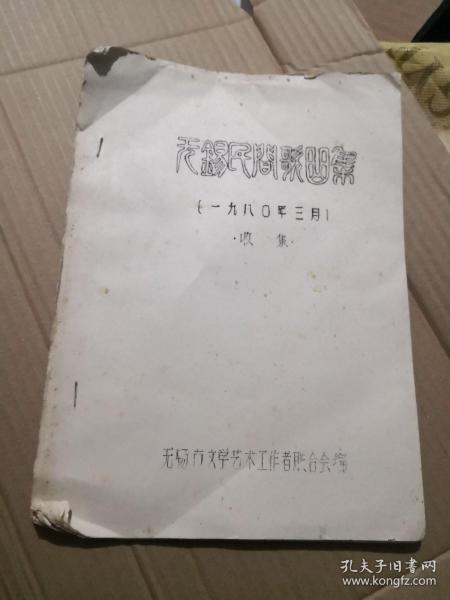 无锡民间歌曲集
(一九八〇年三月)
·收 集·
无锡市文学艺术工作者联合会编
孔夫子旧书网
www.kongfz.com